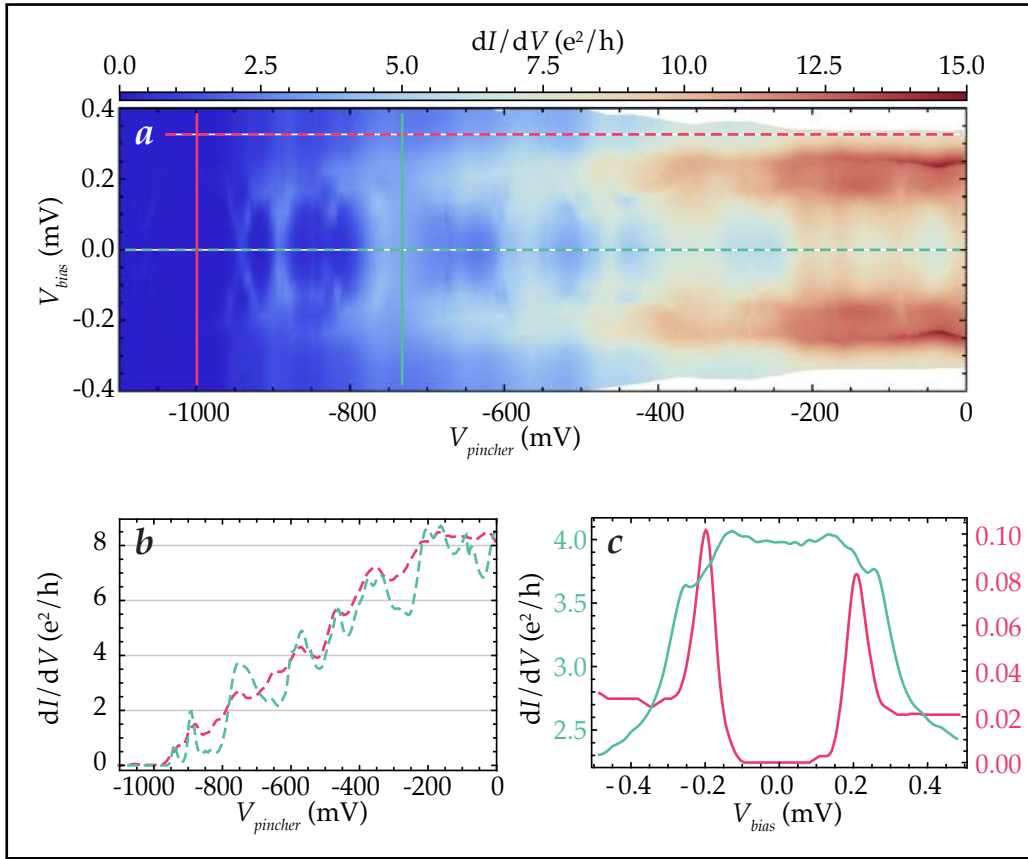 dI/dV (e²/h)
0.0 2.5 5.0 7.5 10.0 12.5 15.0
a
V_bias (mV)
0.4
0.2
0.0
-0.2
-0.4
-1000 -800 -600 -400 -200 0
V_pincher (mV)
b
dI/dV (e²/h)
8
6
4
2
0
-1000 -800 -600 -400 -200 0
V_pincher (mV)
c
dI/dV (e²/h)
4.0
3.5
3.0
2.5
0.10
0.08
0.06
0.04
0.02
0.00
-0.4 -0.2 0.0 0.2 0.4
V_bias (mV)